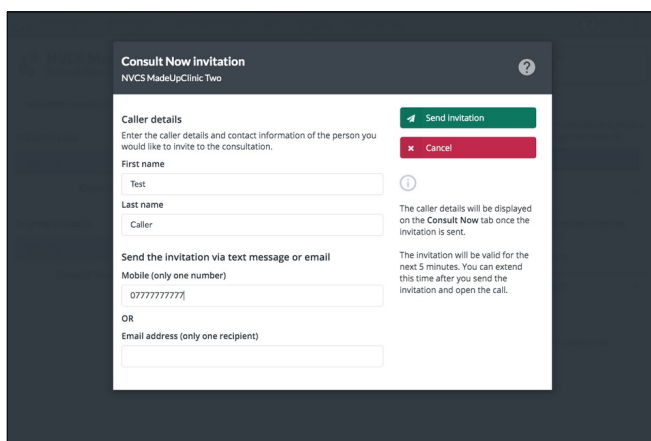 Consult Now invitation
NVCS MadeUpClinic Two
Caller details
Enter the caller details and contact information of the person you
would like to invite to the consultation.
First name
Test
Last name
Caller
Send the invitation via text message or email
Mobile (only one number)
07777777777
OR
Email address (only one recipient)
Send invitation
Cancel
The caller details will be displayed
on the Consult Now tab once the
invitation is sent.
The invitation will be valid for the
next 5 minutes. You can extend
this time after you send the
invitation and open the call.